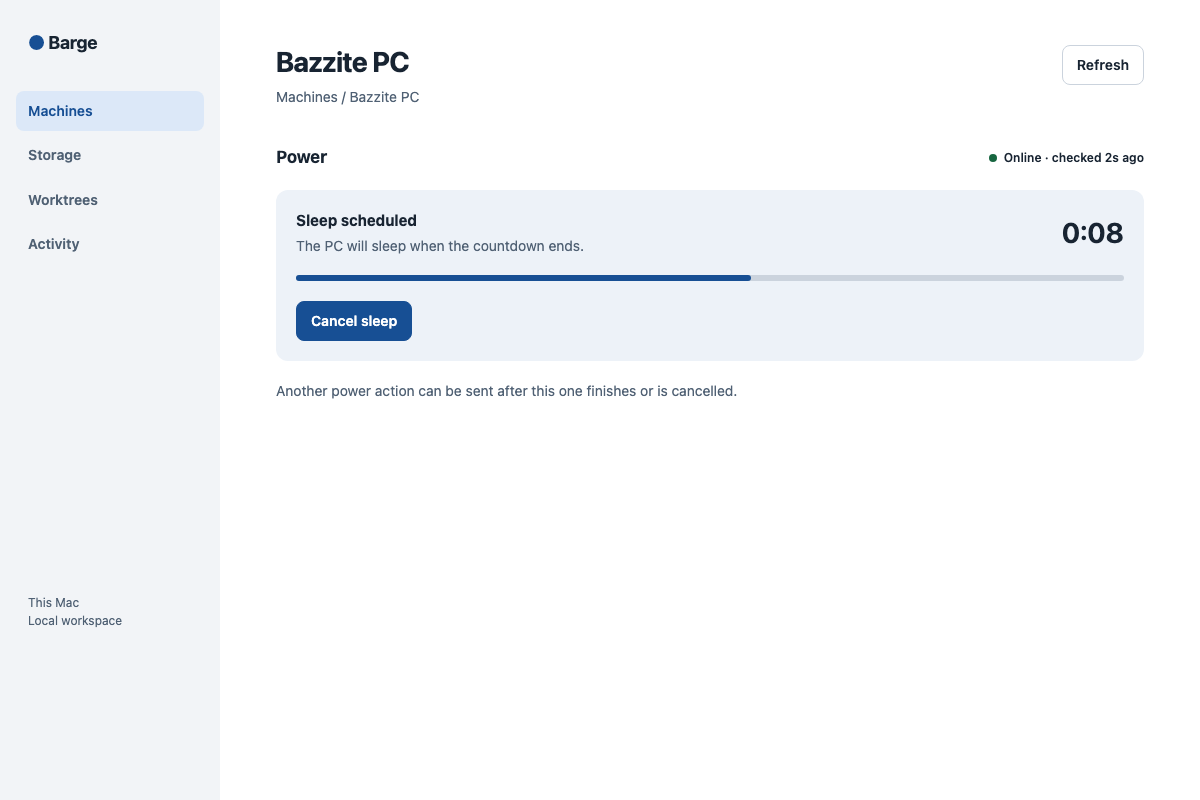 Barge
Machines
Storage
Worktrees
Activity
This Mac
Local workspace
Bazzite PC
Machines / Bazzite PC
Refresh
Power
Online · checked 2s ago
Sleep scheduled
The PC will sleep when the countdown ends.
0:08
Cancel sleep
Another power action can be sent after this one finishes or is cancelled.